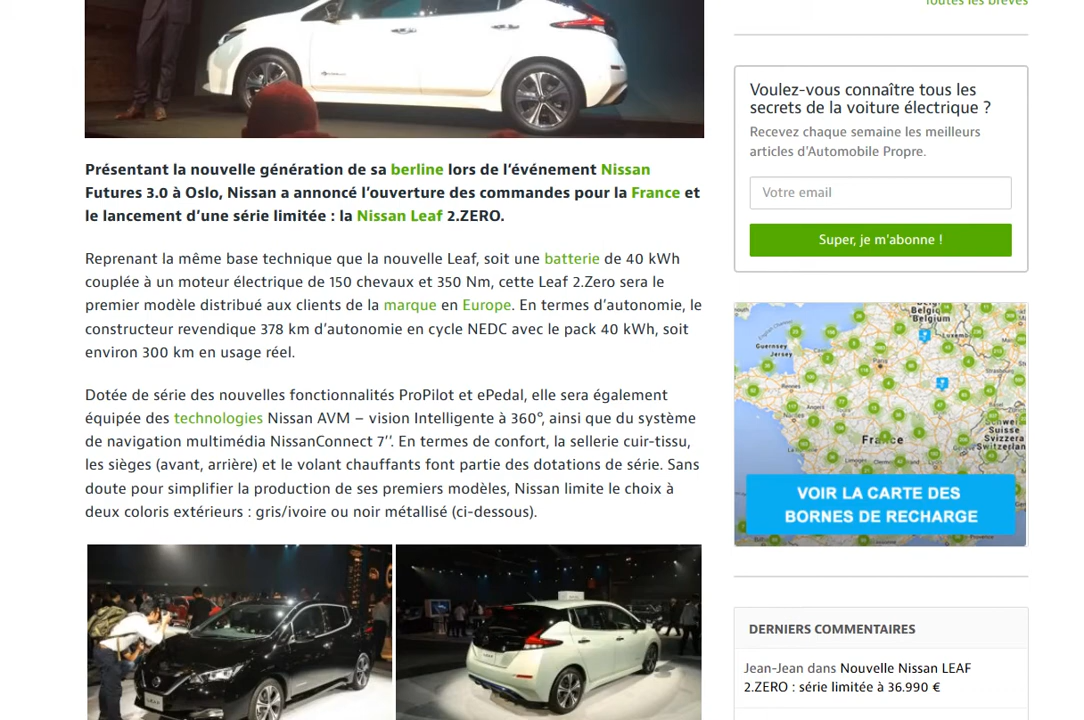 Toutes les brèves
Présentant la nouvelle génération de sa berline lors de l’événement Nissan
Futures 3.0 à Oslo, Nissan a annoncé l’ouverture des commandes pour la France et
le lancement d’une série limitée : la Nissan Leaf 2.ZERO.
Reprenant la même base technique que la nouvelle Leaf, soit une batterie de 40 kWh
couplée à un moteur électrique de 150 chevaux et 350 Nm, cette Leaf 2.Zero sera le
premier modèle distribué aux clients de la marque en Europe. En termes d’autonomie, le
constructeur revendique 378 km d’autonomie en cycle NEDC avec le pack 40 kWh, soit
environ 300 km en usage réel.
Dotée de série des nouvelles fonctionnalités ProPilot et ePedal, elle sera également
équipée des technologies Nissan AVM – vision Intelligente à 360°, ainsi que du système
de navigation multimédia NissanConnect 7’’. En termes de confort, la sellerie cuir-tissu,
les sièges (avant, arrière) et le volant chauffants font partie des dotations de série. Sans
doute pour simplifier la production de ses premiers modèles, Nissan limite le choix à
deux coloris extérieurs : gris/ivoire ou noir métallisé (ci-dessous).
Voulez-vous connaître tous les
secrets de la voiture électrique ?
Recevez chaque semaine les meilleurs
articles d’Automobile Propre.
Votre email
Super, je m’abonne !
Belgium
Guernsey
Jersey
Paris
France
Suisse
Svizzera
VOIR LA CARTE DES
BORNES DE RECHARGE
DERNIERS COMMENTAIRES
Jean-Jean dans Nouvelle Nissan LEAF
2.ZERO : série limitée à 36.990 €